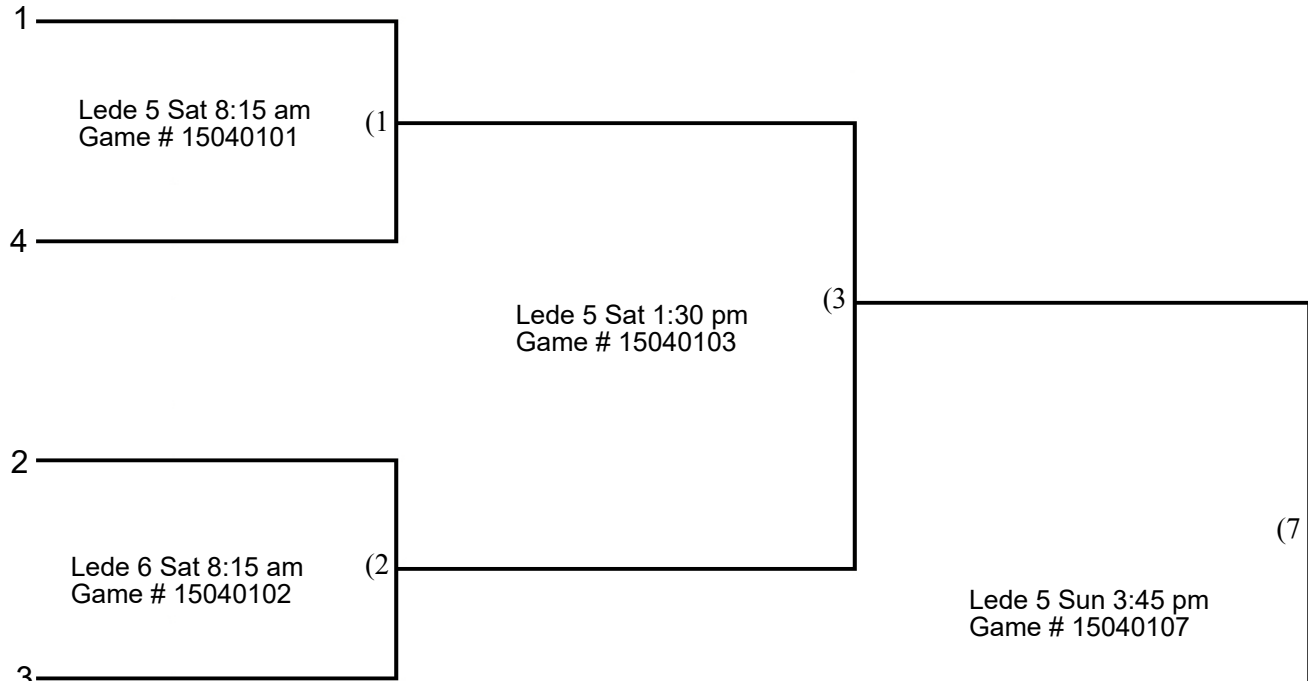 1
Lede 5 Sat 8:15 am
Game # 15040101
(1
4
Lede 5 Sat 1:30 pm
Game # 15040103
(3
2
Lede 6 Sat 8:15 am
Game # 15040102
(2
(7
Lede 5 Sun 3:45 pm
Game # 15040107
3